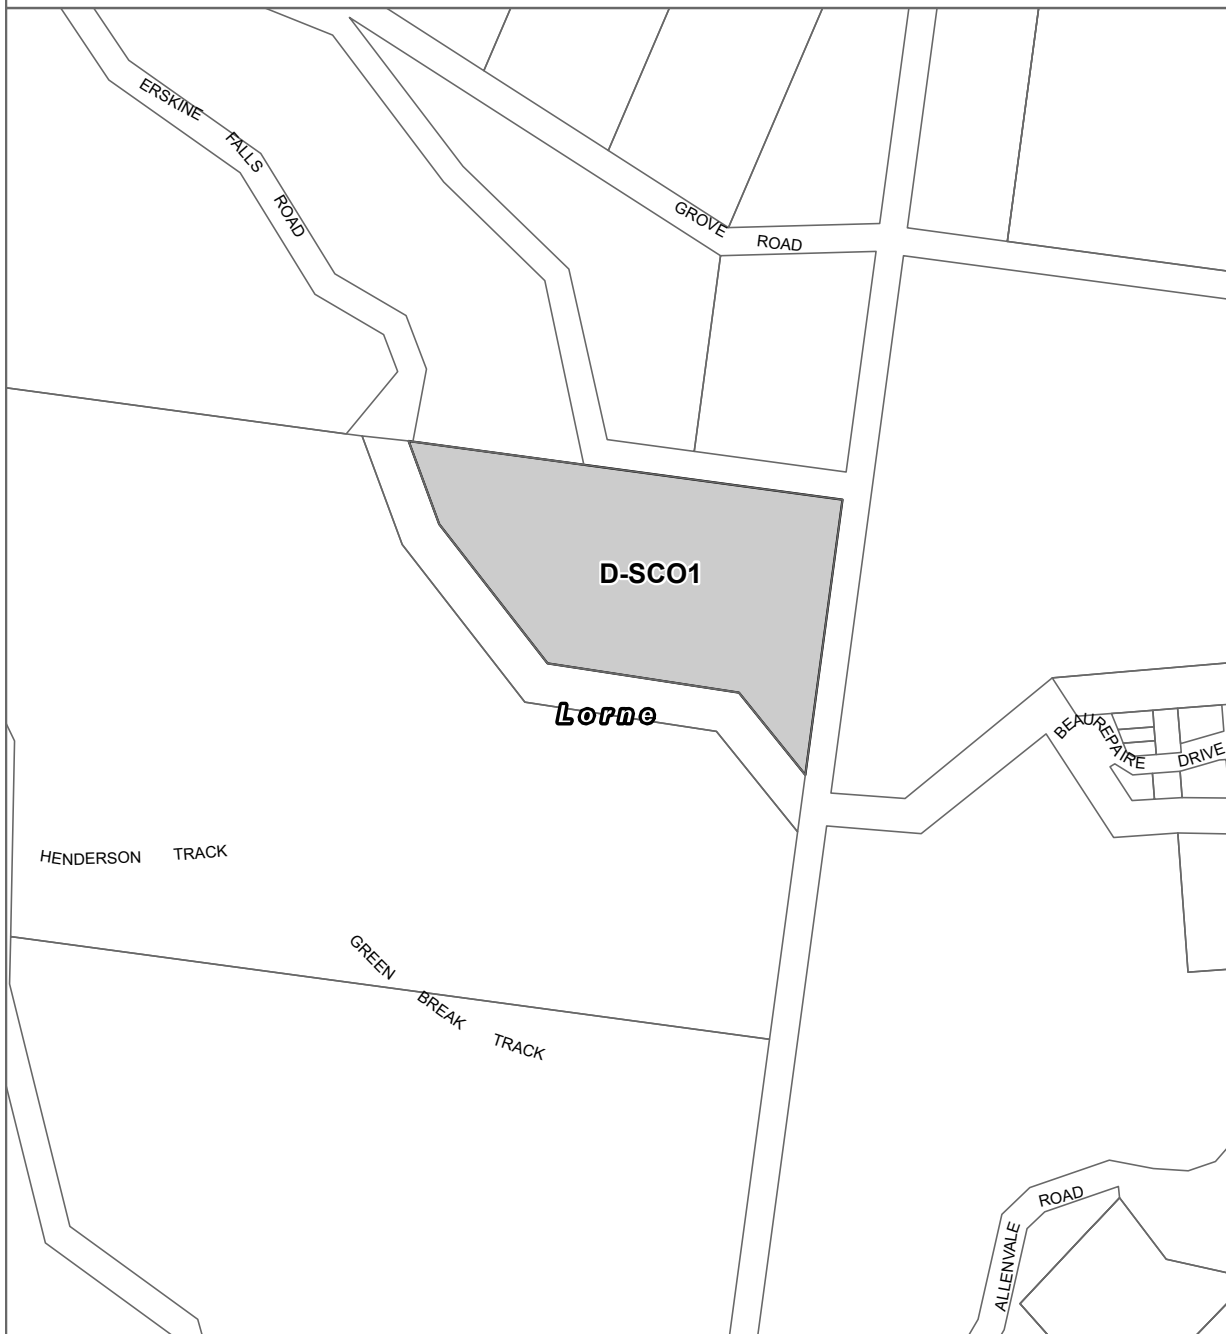 ERSKINE FALLS ROAD
GROVE ROAD
D-SCO1
Lorne
BEAUREPAIRE DRIVE
HENDERSON TRACK
GREEN BREAK TRACK
ALLENVALE ROAD